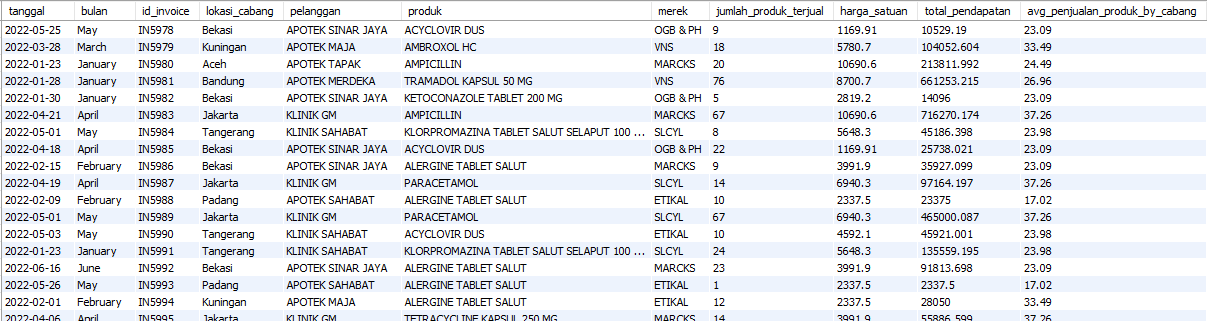 tanggal bulan id_invoice lokasi_cabang pelanggan produk merek jumlah_produk_terjual harga_satuan total_pendapatan avg_penjualan_produk_by_cabang
2022-05-25 May IN5978 Bekasi APOTEK SINAR JAYA ACYCLOVIR DUS OGB & PH 9 1169.91 10529.19 23.09
2022-03-28 March IN5979 Kuningan APOTEK MAJA AMBROXOL HC VNS 18 5780.7 104052.604 33.49
2022-01-23 January IN5980 Aceh APOTEK TAPAK AMPICILLIN MARCKS 20 10690.6 213811.992 24.49
2022-01-28 January IN5981 Bandung APOTEK MERDEKA TRAMADOL KAPSUL 50 MG VNS 76 8700.7 661253.215 26.96
2022-01-30 January IN5982 Bekasi APOTEK SINAR JAYA KETOCONAZOLE TABLET 200 MG OGB & PH 5 2819.2 14096 23.09
2022-04-21 April IN5983 Jakarta KLINIK GM AMPICILLIN MARCKS 67 10690.6 716270.174 37.26
2022-05-01 May IN5984 Tangerang KLINIK SAHABAT KLORPROMAZINA TABLET SALUT SELAPUT 100 ... SLCYL 8 5648.3 45186.398 23.98
2022-04-18 April IN5985 Bekasi APOTEK SINAR JAYA ACYCLOVIR DUS OGB & PH 22 1169.91 25738.021 23.09
2022-02-15 February IN5986 Bekasi APOTEK SINAR JAYA ALERGINE TABLET SALUT MARCKS 9 3991.9 35927.099 23.09
2022-04-19 April IN5987 Jakarta KLINIK GM PARACETAMOL SLCYL 14 6940.3 97164.197 37.26
2022-02-09 February IN5988 Padang APOTEK SAHABAT ALERGINE TABLET SALUT ETIKAL 10 2337.5 23375 17.02
2022-05-01 May IN5989 Jakarta KLINIK GM PARACETAMOL SLCYL 67 6940.3 465000.087 37.26
2022-05-03 May IN5990 Tangerang KLINIK SAHABAT ACYCLOVIR DUS ETIKAL 10 4592.1 45921.001 23.98
2022-01-23 January IN5991 Tangerang KLINIK SAHABAT KLORPROMAZINA TABLET SALUT SELAPUT 100 ... SLCYL 24 5648.3 135559.195 23.98
2022-06-16 June IN5992 Bekasi APOTEK SINAR JAYA ALERGINE TABLET SALUT MARCKS 23 3991.9 91813.698 23.09
2022-05-26 May IN5993 Padang APOTEK SAHABAT ALERGINE TABLET SALUT ETIKAL 1 2337.5 2337.5 17.02
2022-02-01 February IN5994 Kuningan APOTEK MAJA ALERGINE TABLET SALUT ETIKAL 12 2337.5 28050 33.49
2022-04-06 April IN5995 Jakarta KLINIK GM TETRACYCLINE KAPSUL 250 MG MARCKS 14 3991.9 55886.599 37.26